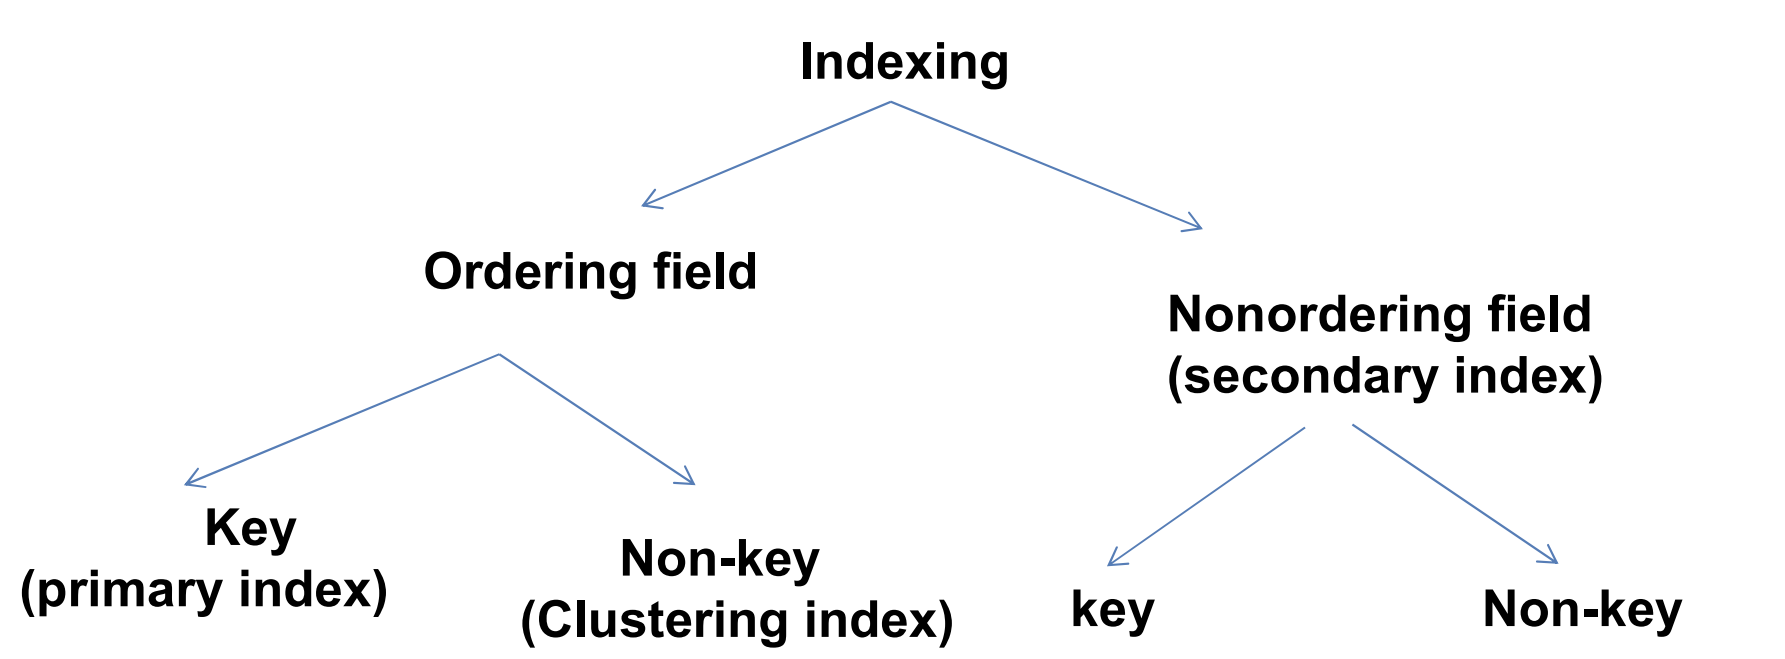 Indexing
Ordering field
Nonordering field
(secondary index)
Key
(primary index)
Non-key
(Clustering index)
key
Non-key